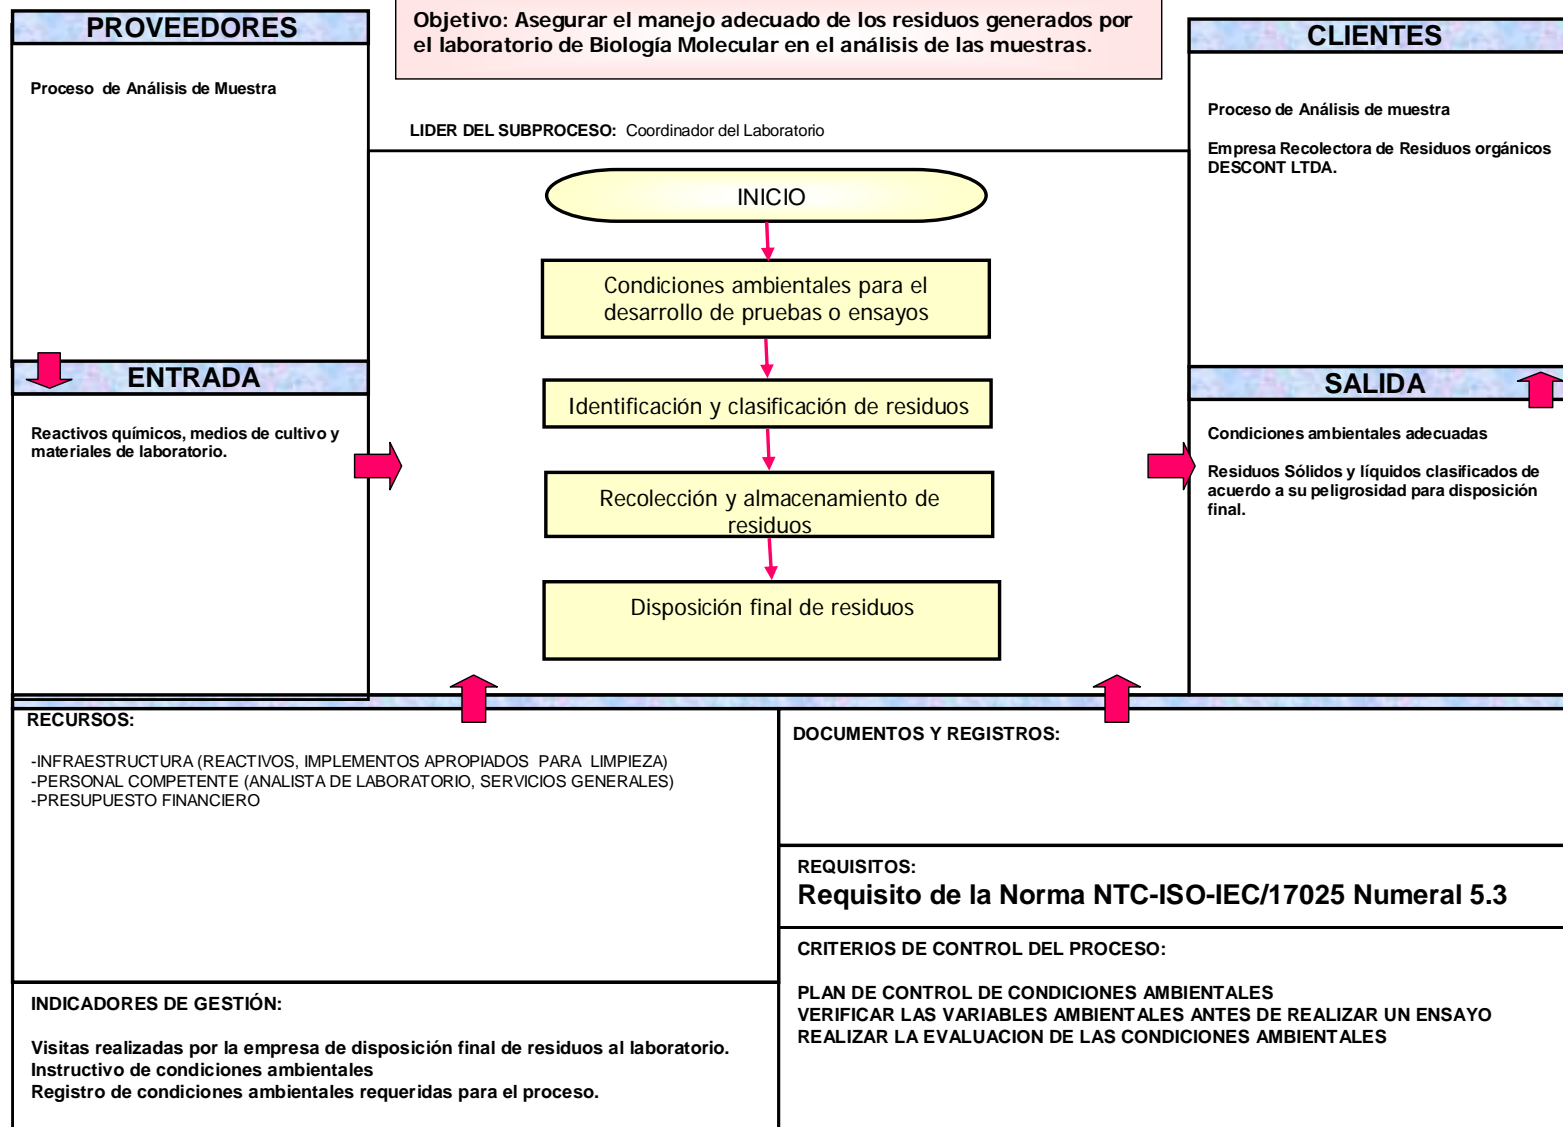 Objetivo: Asegurar el manejo adecuado de los residuos generados por
el laboratorio de Biología Molecular en el análisis de las muestras.
PROVEEDORES
Proceso de Análisis de Muestra
LIDER DEL SUBPROCESO: Coordinador del Laboratorio
CLIENTES
Proceso de Análisis de muestra
Empresa Recolectora de Residuos orgánicos
DESCONT LTDA.
INICIO
Condiciones ambientales para el
desarrollo de pruebas o ensayos
Identificación y clasificación de residuos
Recolección y almacenamiento de
residuos
Disposición final de residuos
ENTRADA
Reactivos químicos, medios de cultivo y
materiales de laboratorio.
SALIDA
Condiciones ambientales adecuadas
Residuos Sólidos y líquidos clasificados de
acuerdo a su peligrosidad para disposición
final.
RECURSOS:
-INFRAESTRUCTURA (REACTIVOS, IMPLEMENTOS APROPIADOS PARA LIMPIEZA)
-PERSONAL COMPETENTE (ANALISTA DE LABORATORIO, SERVICIOS GENERALES)
-PRESUPUESTO FINANCIERO
DOCUMENTOS Y REGISTROS:
REQUISITOS:
Requisito de la Norma NTC-ISO-IEC/17025 Numeral 5.3
CRITERIOS DE CONTROL DEL PROCESO:
PLAN DE CONTROL DE CONDICIONES AMBIENTALES
VERIFICAR LAS VARIABLES AMBIENTALES ANTES DE REALIZAR UN ENSAYO
REALIZAR LA EVALUACION DE LAS CONDICIONES AMBIENTALES
INDICADORES DE GESTIÓN:
Visitas realizadas por la empresa de disposición final de residuos al laboratorio.
Instructivo de condiciones ambientales
Registro de condiciones ambientales requeridas para el proceso.